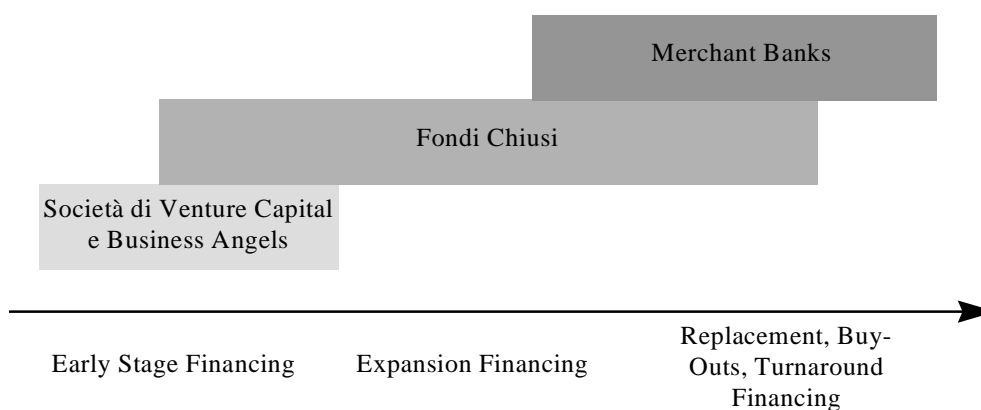 Merchant Banks
Fondi Chiusi
Società di Venture Capital
e Business Angels
Early Stage Financing
Expansion Financing
Replacement, Buy-
Outs, Turnaround
Financing